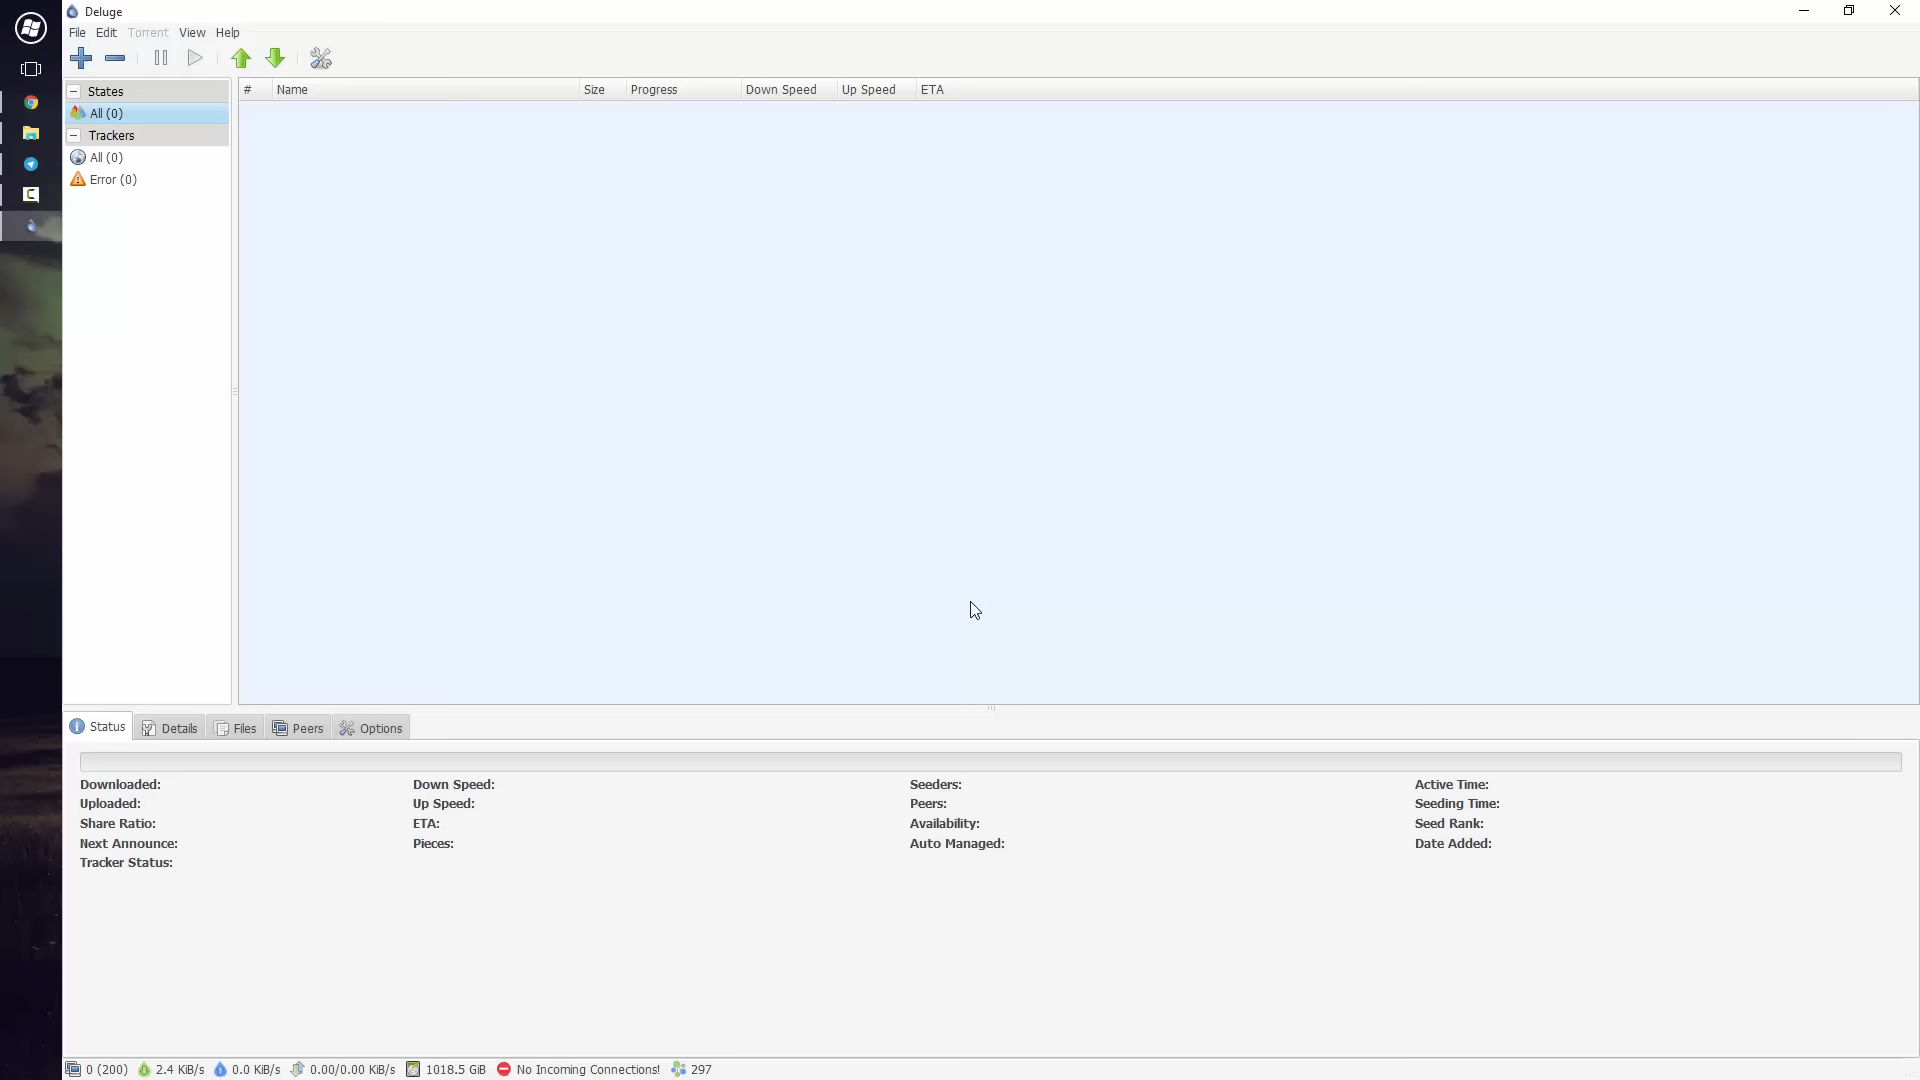 Deluge
File Edit Torrent View Help
States
All (0)
Trackers
All (0)
Error (0)
# Name Size Progress Down Speed Up Speed ETA
Status Details Files Peers Options
Downloaded: Down Speed: Seeders: Active Time:
Uploaded: Up Speed: Peers: Seeding Time:
Share Ratio: ETA: Availability: Seed Rank:
Next Announce: Pieces: Auto Managed: Date Added:
Tracker Status:
0 (200) 2.4 KiB/s 0.0 KiB/s 0.00/0.00 KiB/s 1018.5 GiB No Incoming Connections! 297